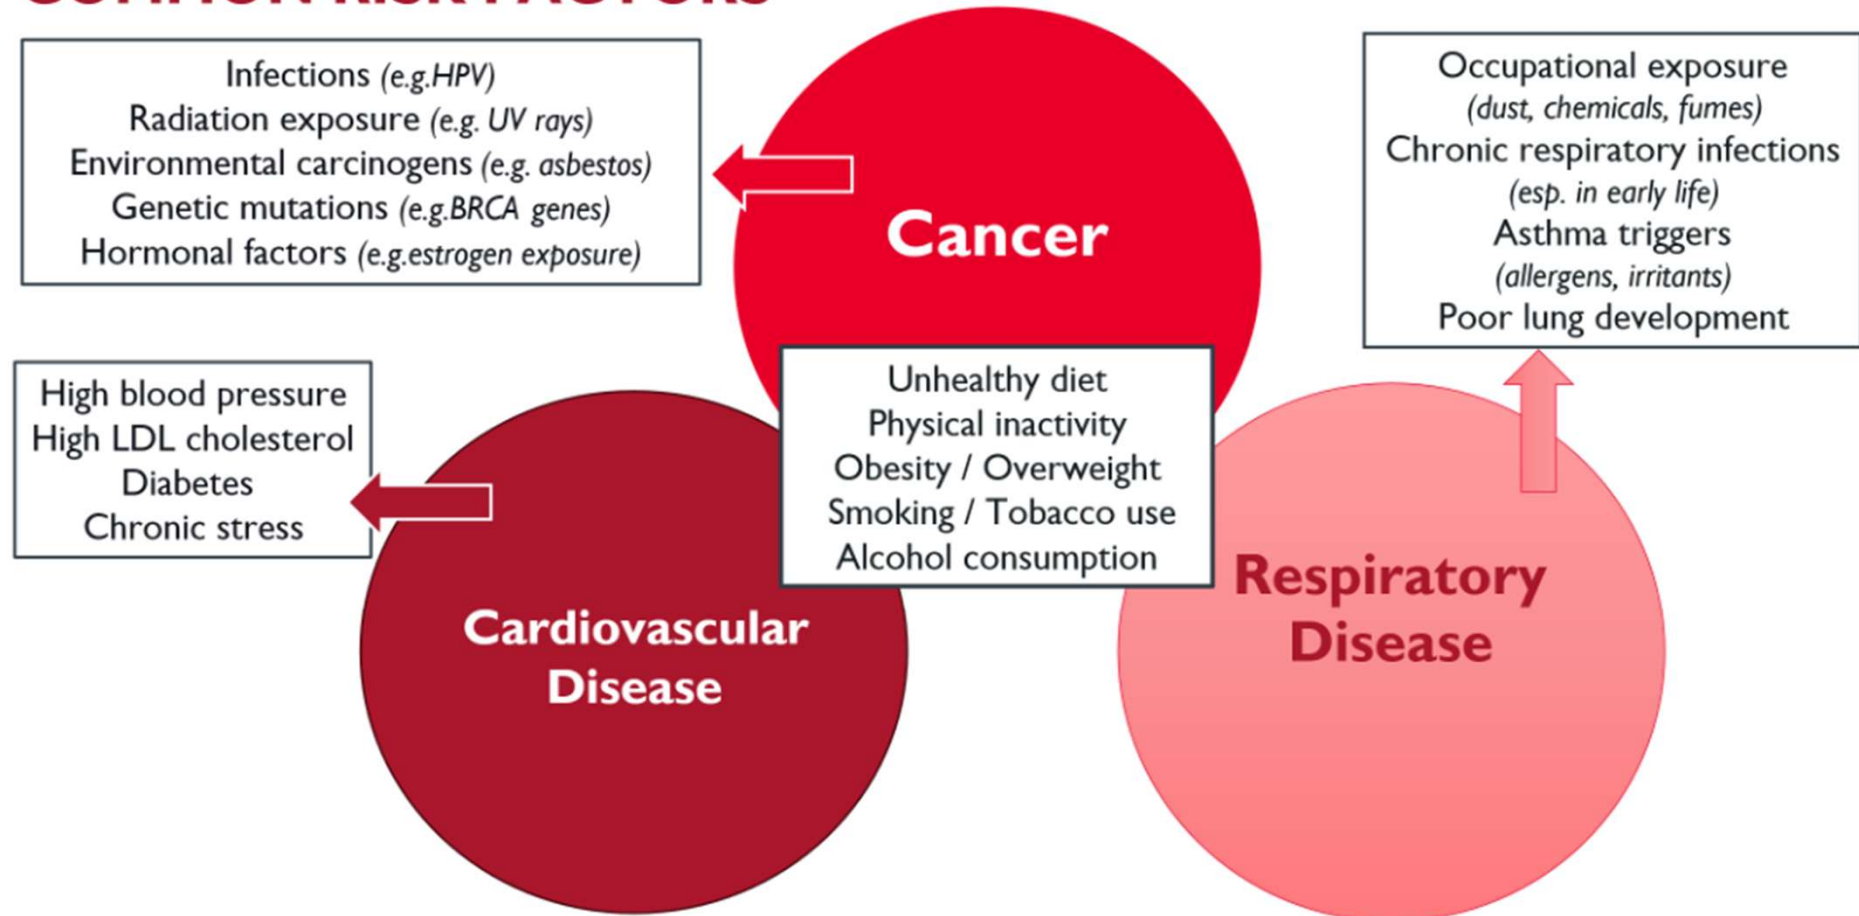 COMMON RISK FACTORS
Infections (e.g.HPV)
Radiation exposure (e.g. UV rays)
Environmental carcinogens (e.g. asbestos)
Genetic mutations (e.g.BRCA genes)
Hormonal factors (e.g.estrogen exposure)
Cancer
Occupational exposure
(dust, chemicals, fumes)
Chronic respiratory infections
(esp. in early life)
Asthma triggers
(allergens, irritants)
Poor lung development
High blood pressure
High LDL cholesterol
Diabetes
Chronic stress
Unhealthy diet
Physical inactivity
Obesity / Overweight
Smoking / Tobacco use
Alcohol consumption
Cardiovascular
Disease
Respiratory
Disease